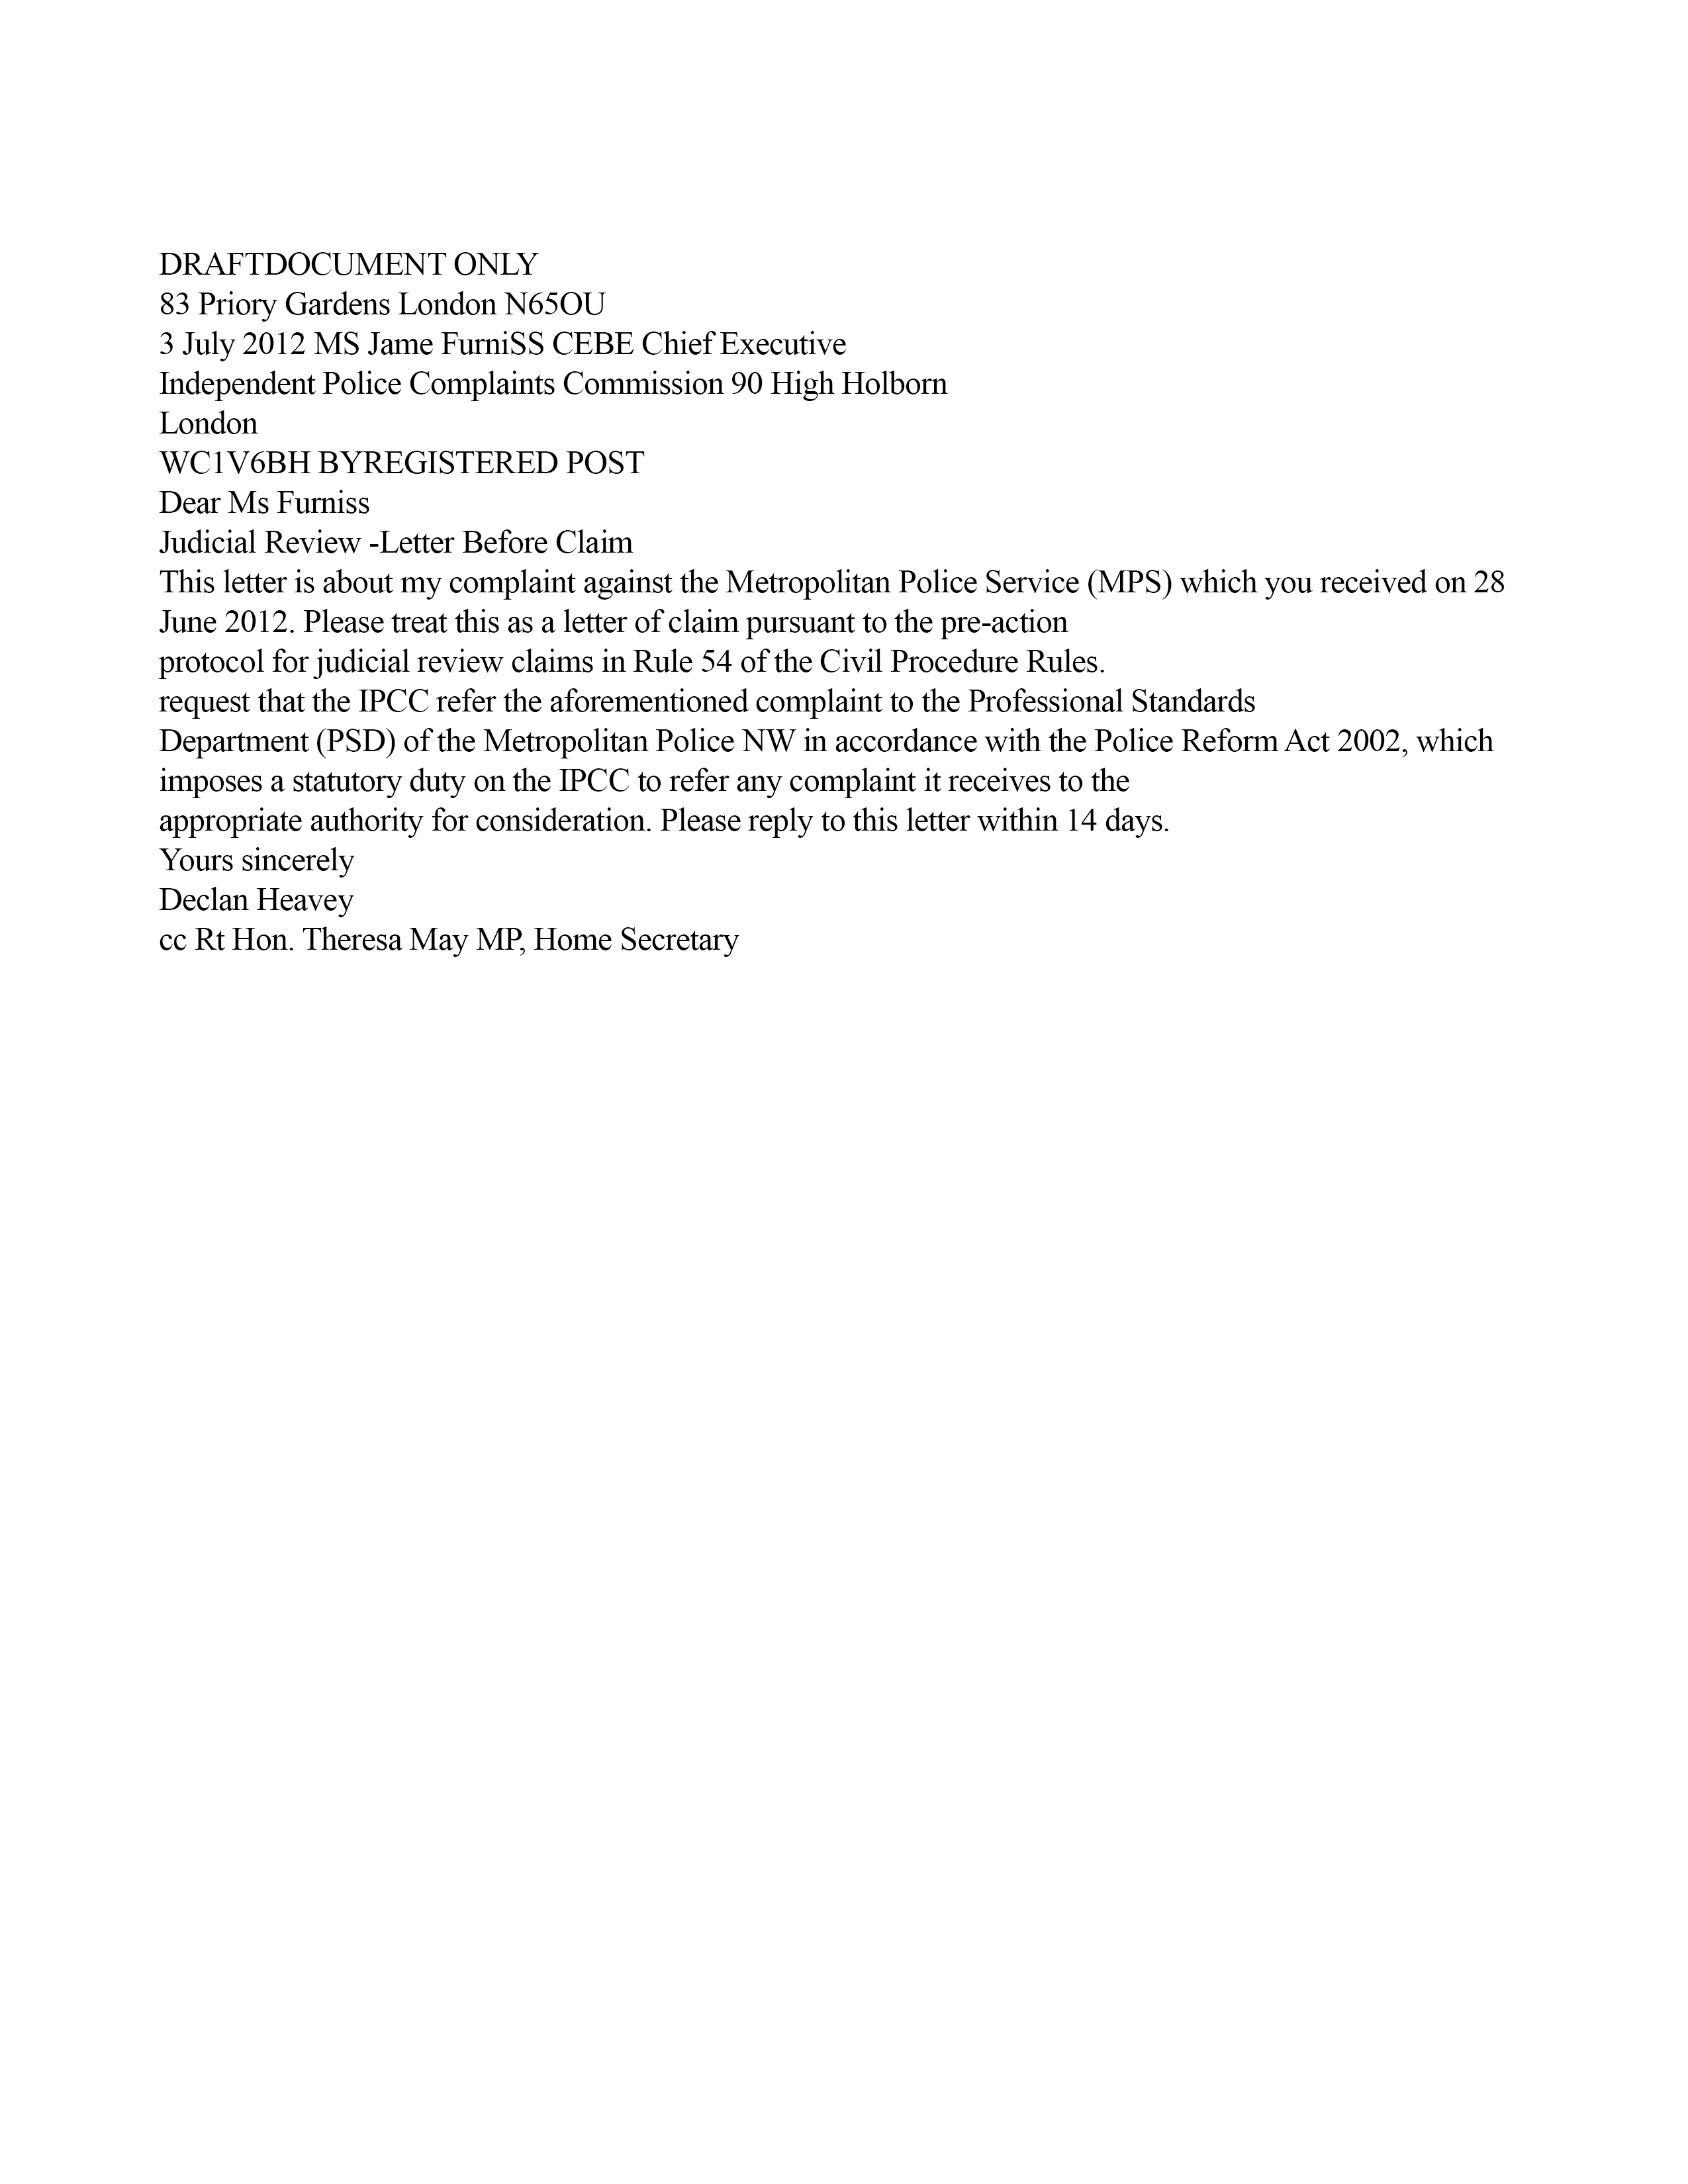 DRAFTDOCUMENT ONLY
83 Priory Gardens London N65OU
3 July 2012 MS Jame FurniSS CEBE Chief Executive
Independent Police Complaints Commission 90 High Holborn
London
WC1V6BH BYREGISTERED POST
Dear Ms Furniss
Judicial Review -Letter Before Claim
This letter is about my complaint against the Metropolitan Police Service (MPS) which you received on 28
June 2012. Please treat this as a letter of claim pursuant to the pre-action
protocol for judicial review claims in Rule 54 of the Civil Procedure Rules.
request that the IPCC refer the aforementioned complaint to the Professional Standards
Department (PSD) of the Metropolitan Police NW in accordance with the Police Reform Act 2002, which
imposes a statutory duty on the IPCC to refer any complaint it receives to the
appropriate authority for consideration. Please reply to this letter within 14 days.
Yours sincerely
Declan Heavey
cc Rt Hon. Theresa May MP, Home Secretary